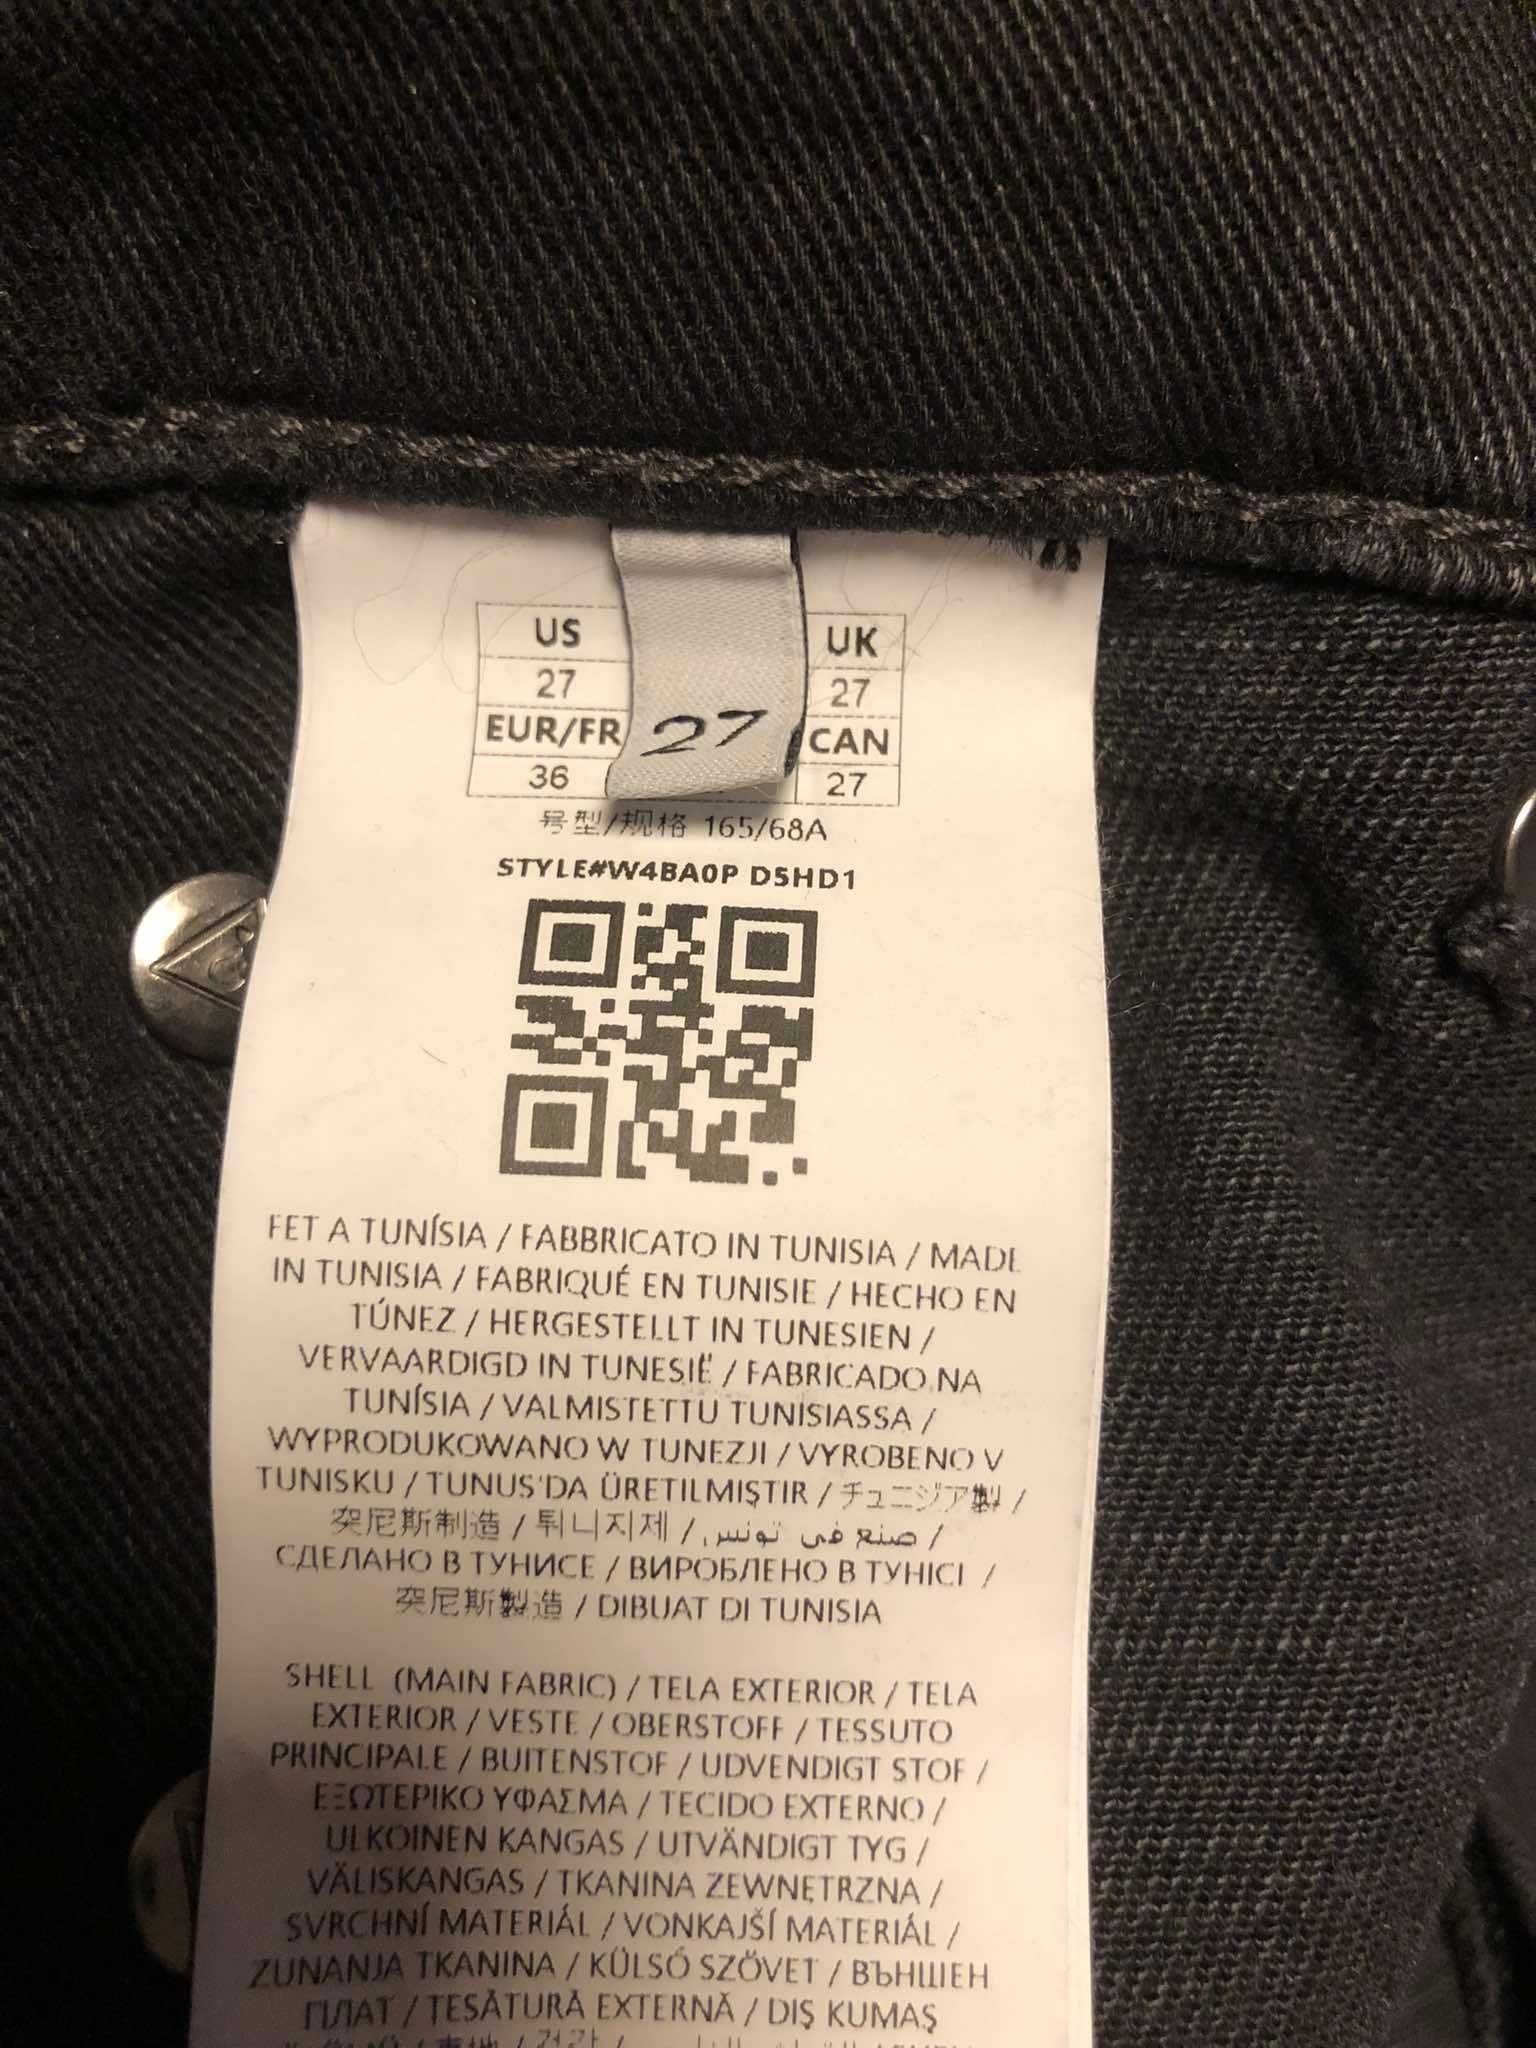 US UK
27 27
EUR/FR CAN
36 27
27
号型/规格 165/68A
STYLE#W4BA0P D5HD1
FET A TUNÍSIA / FABBRICATO IN TUNISIA / MADE
IN TUNISIA / FABRIQUÉ EN TUNISIE / HECHO EN
TÚNEZ / HERGESTELLT IN TUNESIEN /
VERVAARDIGD IN TUNESIË / FABRICADO NA
TUNÍSIA / VALMISTETTU TUNISIASSA /
WYPRODUKOWANO W TUNEZJI / VYROBENO V
TUNISKU / TUNUS'DA ÜRETILMIŞTIR / チュニジア製 /
突尼斯制造 / 튀니지제 / صنع في تونس. /
СДЕЛАНО В ТУНИСЕ / ВИРОБЛЕНО В ТУНІСІ /
突尼斯製造 / DIBUAT DI TUNISIA
SHELL (MAIN FABRIC) / TELA EXTERIOR / TELA
EXTERIOR / VESTE / OBERSTOFF / TESSUTO
PRINCIPALE / BUITENSTOF / UDVENDIGT STOF /
ΕΞΩΤΕΡΙΚΟ ΥΦΑΣΜΑ / TECIDO EXTERNO /
ULKOINEN KANGAS / UTVÄNDIGT TYG /
VÄLISKANGAS / TKANINA ZEWNĘTRZNA /
SVRCHNÍ MATERIÁL / VONKAJŠÍ MATERIÁL /
ZUNANJA TKANINA / KÜLSŐ SZÖVET / ВЪНШЕН
ПЛАТ / TESĂTURĂ EXTERNĂ / DIŞ KUMAŞ